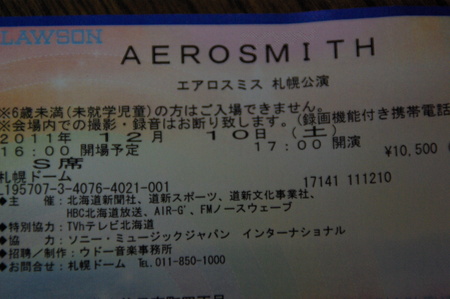 LAWSON
AEROSMITH
エアロスミス 札幌公演
※6歳未満(未就学児童)の方はご入場できません。
※会場内での撮影・録音はお断り致します。(録画機能付き携帯電話
2011年 12月 10日 (土)
16:00 開場予定 17:00 開演
S席 ¥10,500
札幌ドーム
L195707-3-4076-4021-001 17141 111210
●主 催:北海道新聞社、道新スポーツ、道新文化事業社、
HBC北海道放送、AIR-G'、FMノースウェーブ
●特別協力:TVhテレビ北海道
●協 力:ソニー・ミュージックジャパン インターナショナル
●招聘/制作:ウドー音楽事務所
●お問合せ:札幌ドーム TEL.011-850-1000